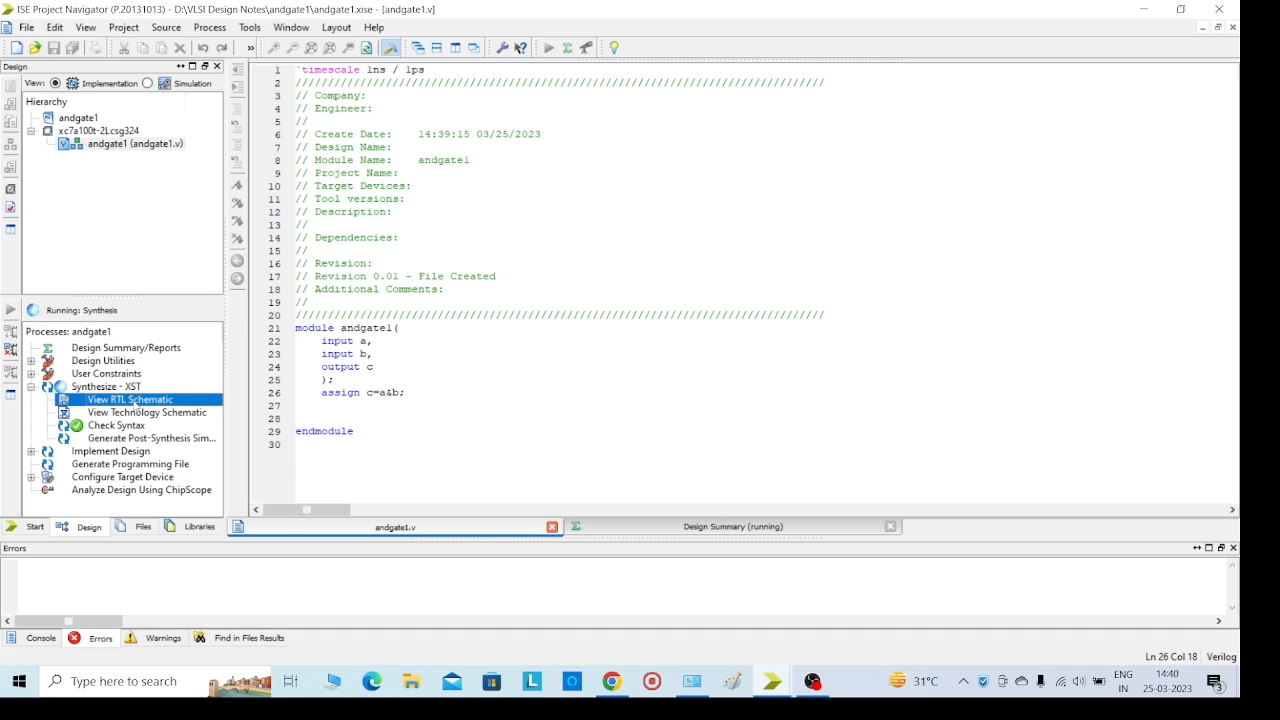 ISE Project Navigator (P.20131013) - D:\VLSI Design Notes\andgate1\andgate1.xise - [andgate1.v]
File Edit View Project Source Process Tools Window Layout Help
Design
View: Implementation Simulation
Hierarchy
andgate1
xc7a100t-2Lcsg324
andgate1 (andgate1.v)
Running: Synthesis
Processes: andgate1
Design Summary/Reports
Design Utilities
User Constraints
Synthesize - XST
View RTL Schematic
View Technology Schematic
Check Syntax
Generate Post-Synthesis Sim...
Implement Design
Generate Programming File
Configure Target Device
Analyze Design Using ChipScope
Start Design Files Libraries
1 `timescale 1ns / 1ps
2 //////////////////////////////////////////////////////////////////////////////////
3 // Company:
4 // Engineer:
5 //
6 // Create Date:    14:39:15 03/25/2023
7 // Design Name:
8 // Module Name:    andgate1
9 // Project Name:
10 // Target Devices:
11 // Tool versions:
12 // Description:
13 //
14 // Dependencies:
15 //
16 // Revision:
17 // Revision 0.01 - File Created
18 // Additional Comments:
19 //
20 //////////////////////////////////////////////////////////////////////////////////
21 module andgate1(
22 input a,
23 input b,
24 output c
25 );
26 assign c=a&b;
27
28
29 endmodule
30
andgate1.v Design Summary (running)
Errors
Console Errors Warnings Find in Files Results
Ln 26 Col 18 Verilog
Type here to search
31°C
ENG
IN
14:40
25-03-2023
3